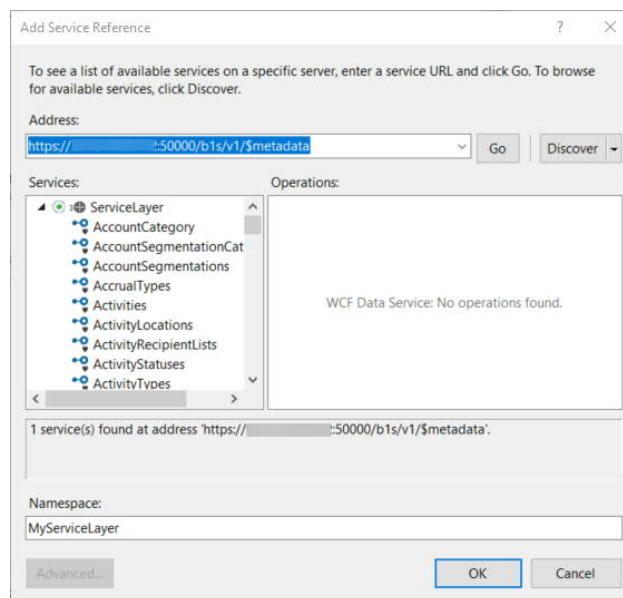 Add Service Reference
To see a list of available services on a specific server, enter a service URL and click Go. To browse
for available services, click Discover.
Address:
https:// :50000/b1s/v1/$metadata
Go
Discover
Services:
Operations:
ServiceLayer
AccountCategory
AccountSegmentationCat
AccountSegmentations
AccrualTypes
Activities
ActivityLocations
ActivityRecipientLists
ActivityStatuses
ActivityTypes
WCF Data Service: No operations found.
1 service(s) found at address 'https:// :50000/b1s/v1/$metadata'.
Namespace:
MyServiceLayer
Advanced...
OK
Cancel